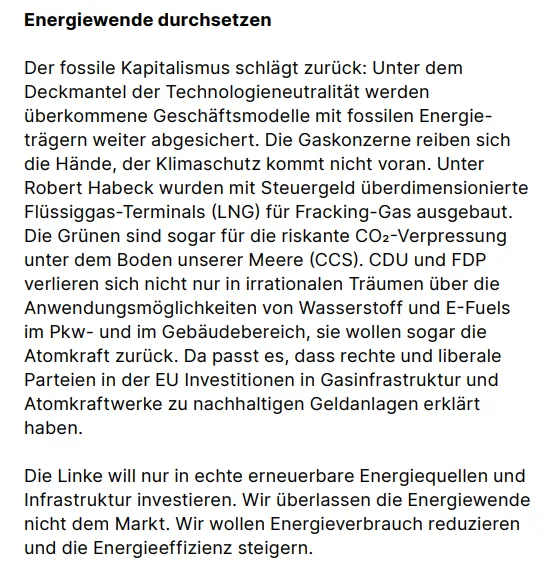 Energiewende durchsetzen
Der fossile Kapitalismus schlägt zurück: Unter dem
Deckmantel der Technologieneutralität werden
überkommene Geschäftsmodelle mit fossilen Energie-
trägern weiter abgesichert. Die Gaskonzerne reiben sich
die Hände, der Klimaschutz kommt nicht voran. Unter
Robert Habeck wurden mit Steuergeld überdimensionierte
Flüssiggas-Terminals (LNG) für Fracking-Gas ausgebaut.
Die Grünen sind sogar für die riskante CO₂-Verpressung
unter dem Boden unserer Meere (CCS). CDU und FDP
verlieren sich nicht nur in irrationalen Träumen über die
Anwendungsmöglichkeiten von Wasserstoff und E-Fuels
im Pkw- und im Gebäudebereich, sie wollen sogar die
Atomkraft zurück. Da passt es, dass rechte und liberale
Parteien in der EU Investitionen in Gasinfrastruktur und
Atomkraftwerke zu nachhaltigen Geldanlagen erklärt
haben.
Die Linke will nur in echte erneuerbare Energiequellen und
Infrastruktur investieren. Wir überlassen die Energiewende
nicht dem Markt. Wir wollen Energieverbrauch reduzieren
und die Energieeffizienz steigern.